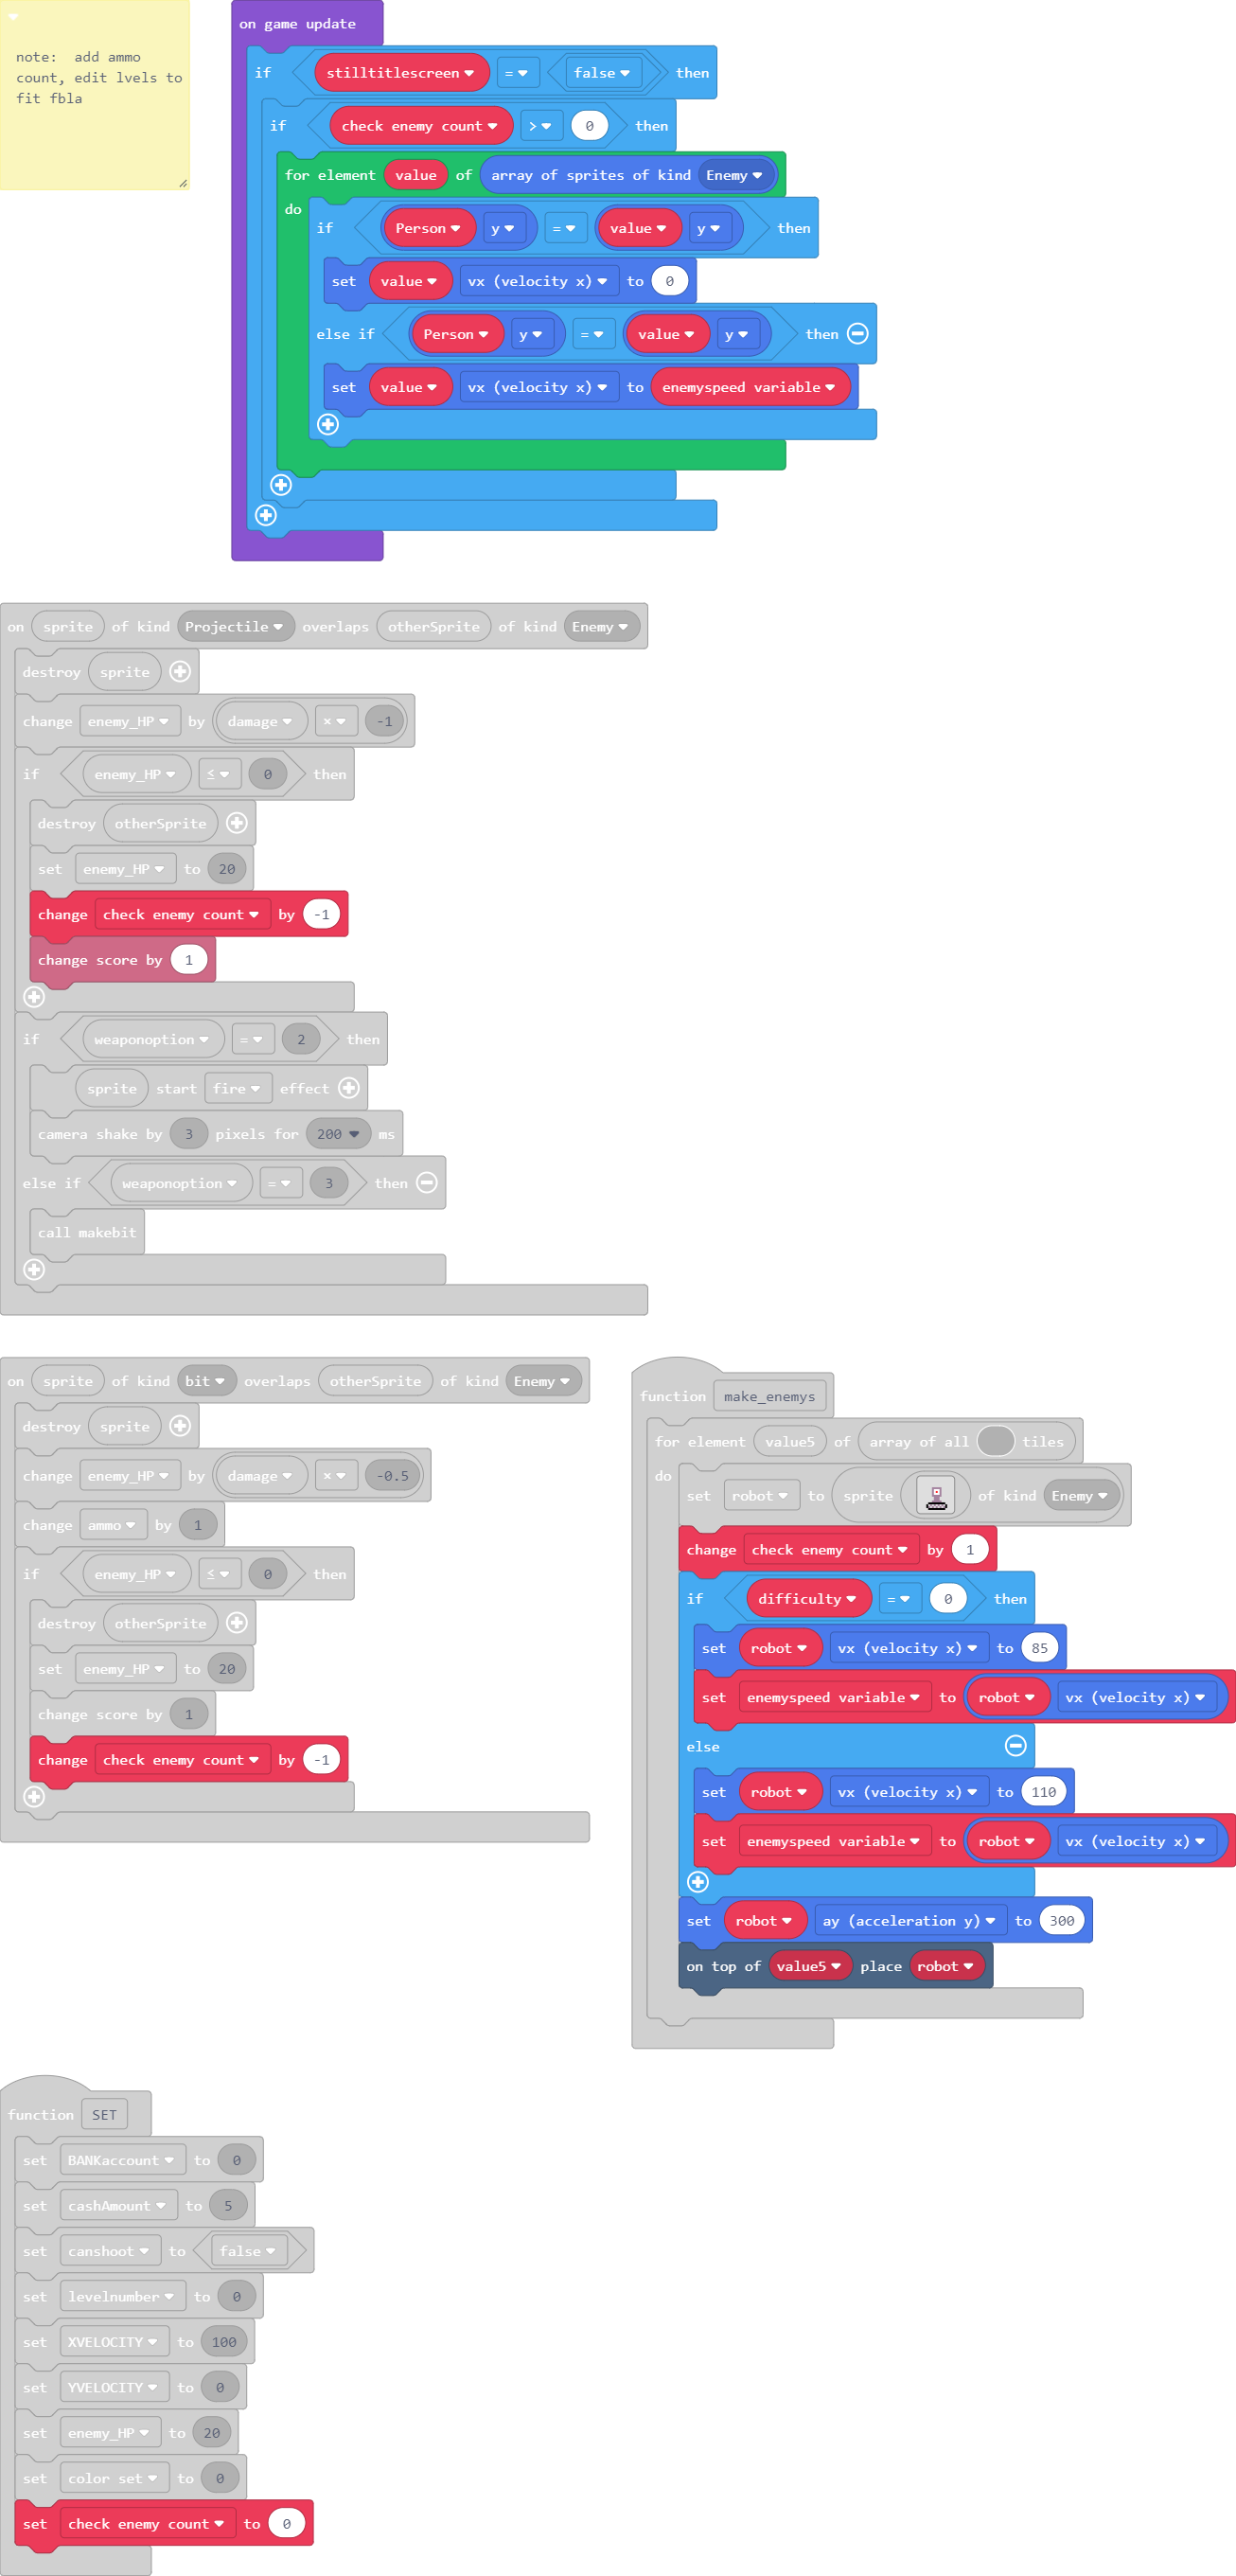 note: add ammo
count, edit lvels to
fit fbla
on game update
if stilltitlescreen = false then
if check enemy count > 0 then
for element value of array of sprites of kind Enemy
do
if Person y = value y then
set value vx (velocity x) to 0
else if Person y = value y then
set value vx (velocity x) to enemyspeed variable
on sprite of kind Projectile overlaps otherSprite of kind Enemy
destroy sprite
change enemy_HP by damage × -1
if enemy_HP ≤ 0 then
destroy otherSprite
set enemy_HP to 20
change check enemy count by -1
change score by 1
if weaponoption = 2 then
sprite start fire effect
camera shake by 3 pixels for 200 ms
else if weaponoption = 3 then
call makebit
on sprite of kind bit overlaps otherSprite of kind Enemy
destroy sprite
change enemy_HP by damage × -0.5
change ammo by 1
if enemy_HP ≤ 0 then
destroy otherSprite
set enemy_HP to 20
change score by 1
change check enemy count by -1
function make_enemys
for element value5 of array of all tiles
do
set robot to sprite of kind Enemy
change check enemy count by 1
if difficulty = 0 then
set robot vx (velocity x) to 85
set enemyspeed variable to robot vx (velocity x)
else
set robot vx (velocity x) to 110
set enemyspeed variable to robot vx (velocity x)
set robot ay (acceleration y) to 300
on top of value5 place robot
function SET
set BANKaccount to 0
set cashAmount to 5
set canshoot to false
set levelnumber to 0
set XVELOCITY to 100
set YVELOCITY to 0
set enemy_HP to 20
set color set to 0
set check enemy count to 0